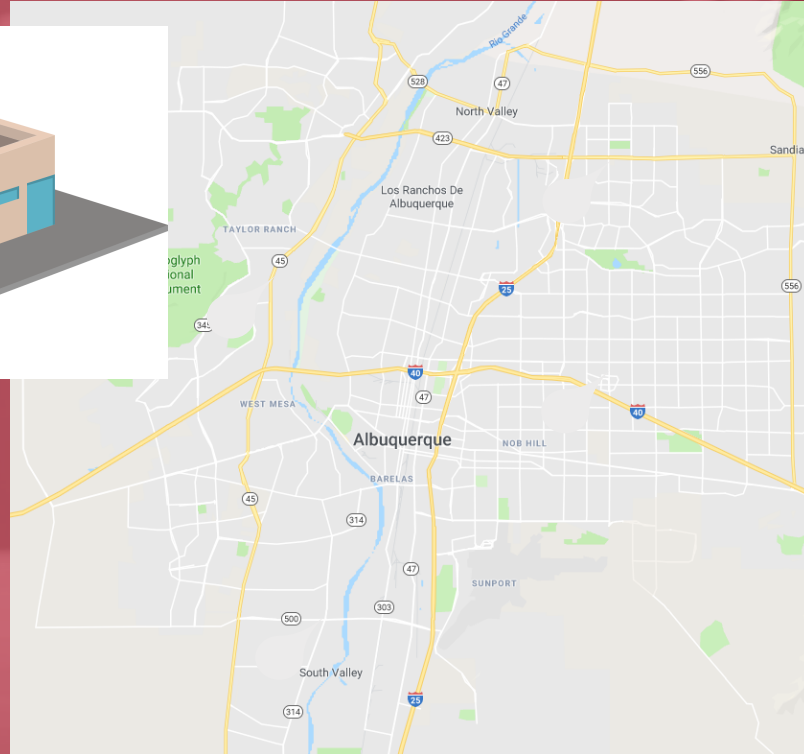 Rio Grande
528
47
556
North Valley
423
Sandia
Los Ranchos De
Albuquerque
TAYLOR RANCH
oglyph
ional
ument
45
25
556
345
40
47
WEST MESA
40
Albuquerque
NOB HILL
BARELAS
45
314
47
SUNPORT
303
500
South Valley
25
314